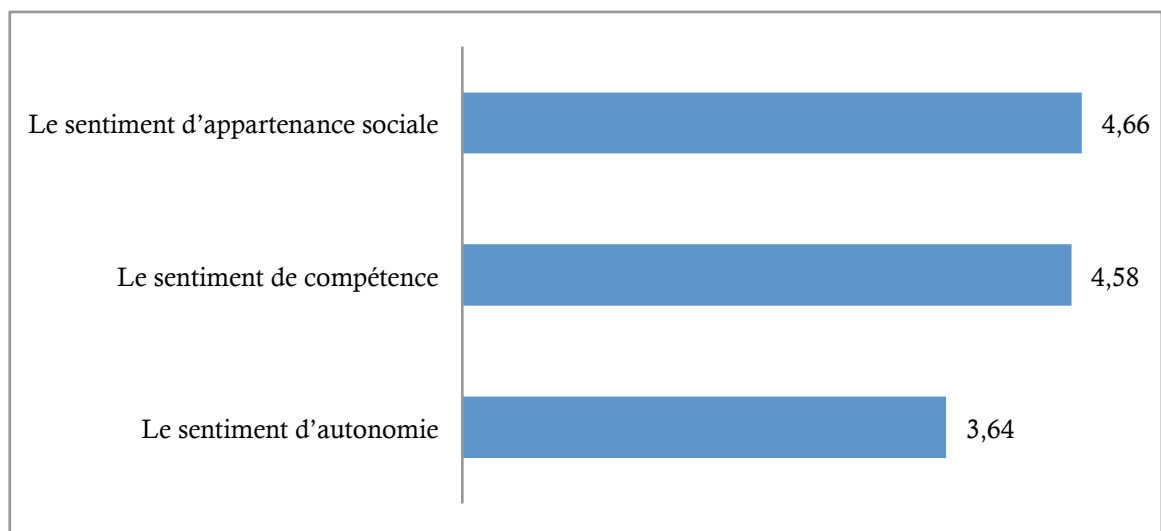 Le sentiment d’appartenance sociale
4,66
Le sentiment de compétence
4,58
Le sentiment d’autonomie
3,64